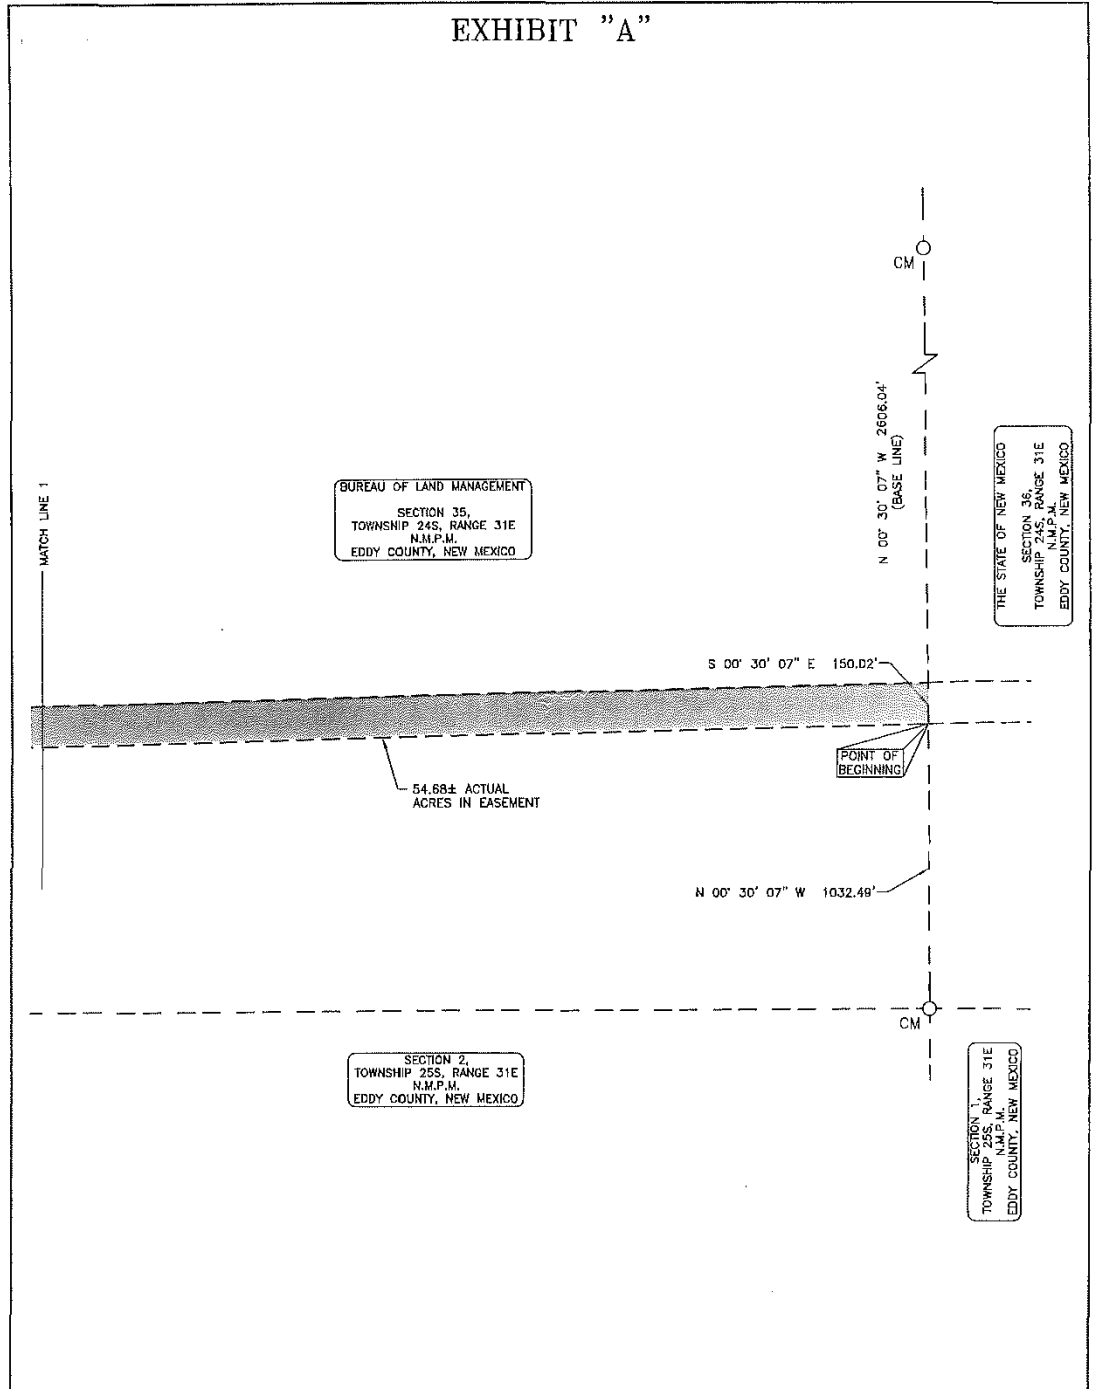 EXHIBIT "A"
CM
N 00° 30' 07" W 2606.04'
(BASE LINE)
THE STATE OF NEW MEXICO
SECTION 36,
TOWNSHIP 24S, RANGE 31E
N.M.P.M.
EDDY COUNTY, NEW MEXICO
MATCH LINE 1
BUREAU OF LAND MANAGEMENT
SECTION 35,
TOWNSHIP 24S, RANGE 31E
N.M.P.M.
EDDY COUNTY, NEW MEXICO
S 00° 30' 07" E 150.02'
POINT OF
BEGINNING
54.68± ACTUAL
ACRES IN EASEMENT
N 00° 30' 07" W 1032.49'
CM
SECTION 2,
TOWNSHIP 25S, RANGE 31E
N.M.P.M.
EDDY COUNTY, NEW MEXICO
SECTION 1,
TOWNSHIP 25S, RANGE 31E
N.M.P.M.
EDDY COUNTY, NEW MEXICO